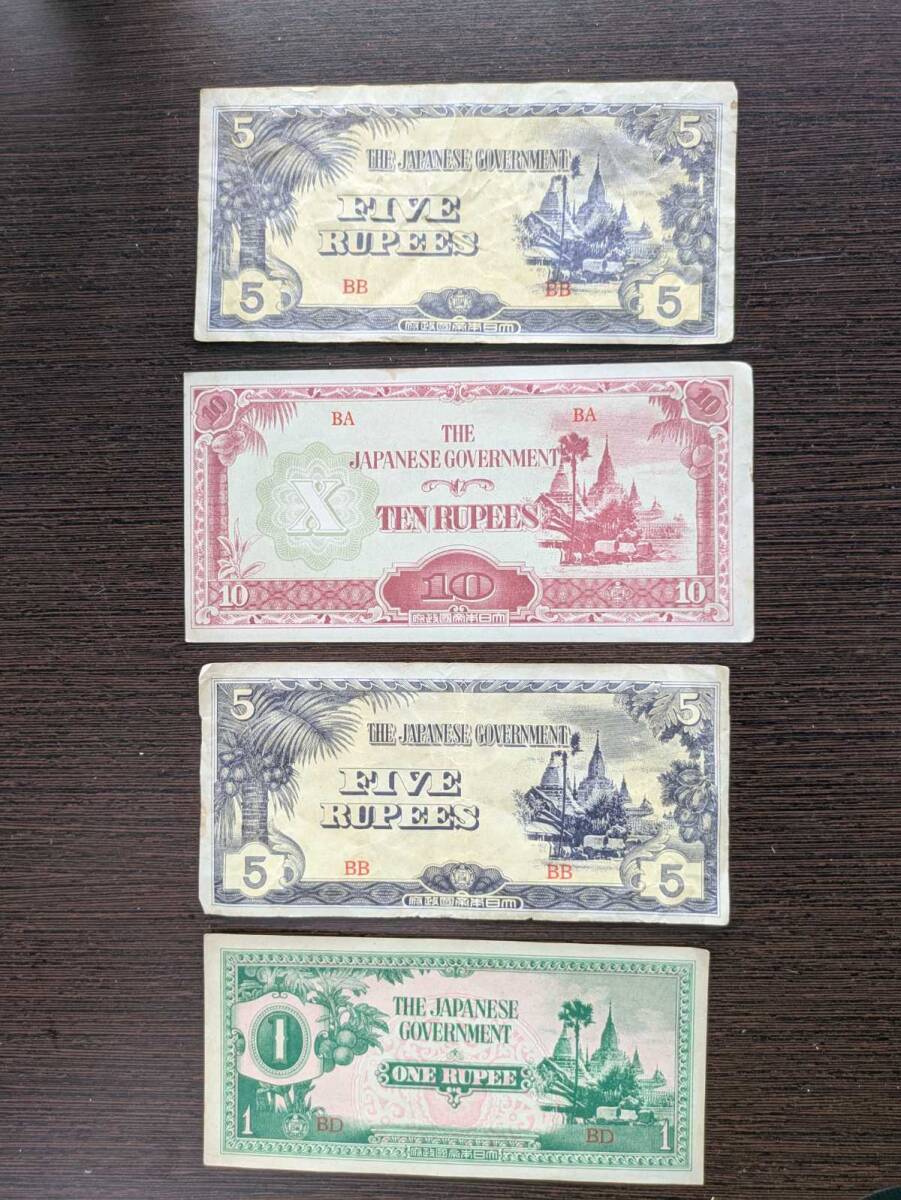 5 5
THE JAPANESE GOVERNMENT
FIVE
RUPEES
BB BB
5 5
大日本帝國政府
10 10
BA BA
THE
JAPANESE GOVERNMENT
X
TEN RUPEES
10 10 10
大日本帝國政府
5 5
THE JAPANESE GOVERNMENT
FIVE
RUPEES
BB BB
5 5
大日本帝國政府
THE JAPANESE
GOVERNMENT
1
ONE RUPEE
BD BD
1 1
大日本帝國政府